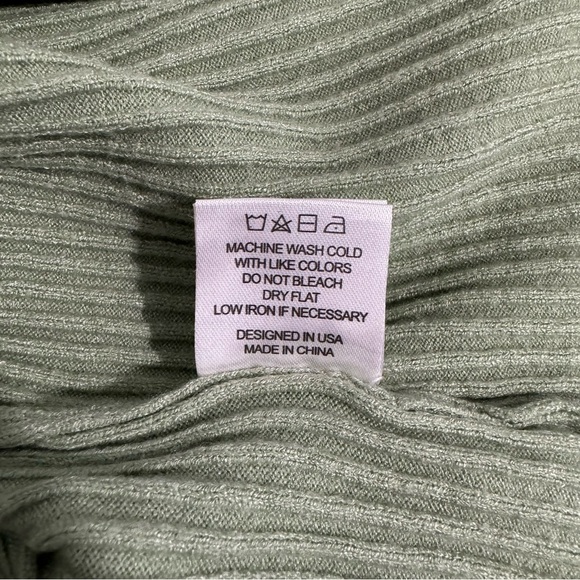 MACHINE WASH COLD
WITH LIKE COLORS
DO NOT BLEACH
DRY FLAT
LOW IRON IF NECESSARY
DESIGNED IN USA
MADE IN CHINA